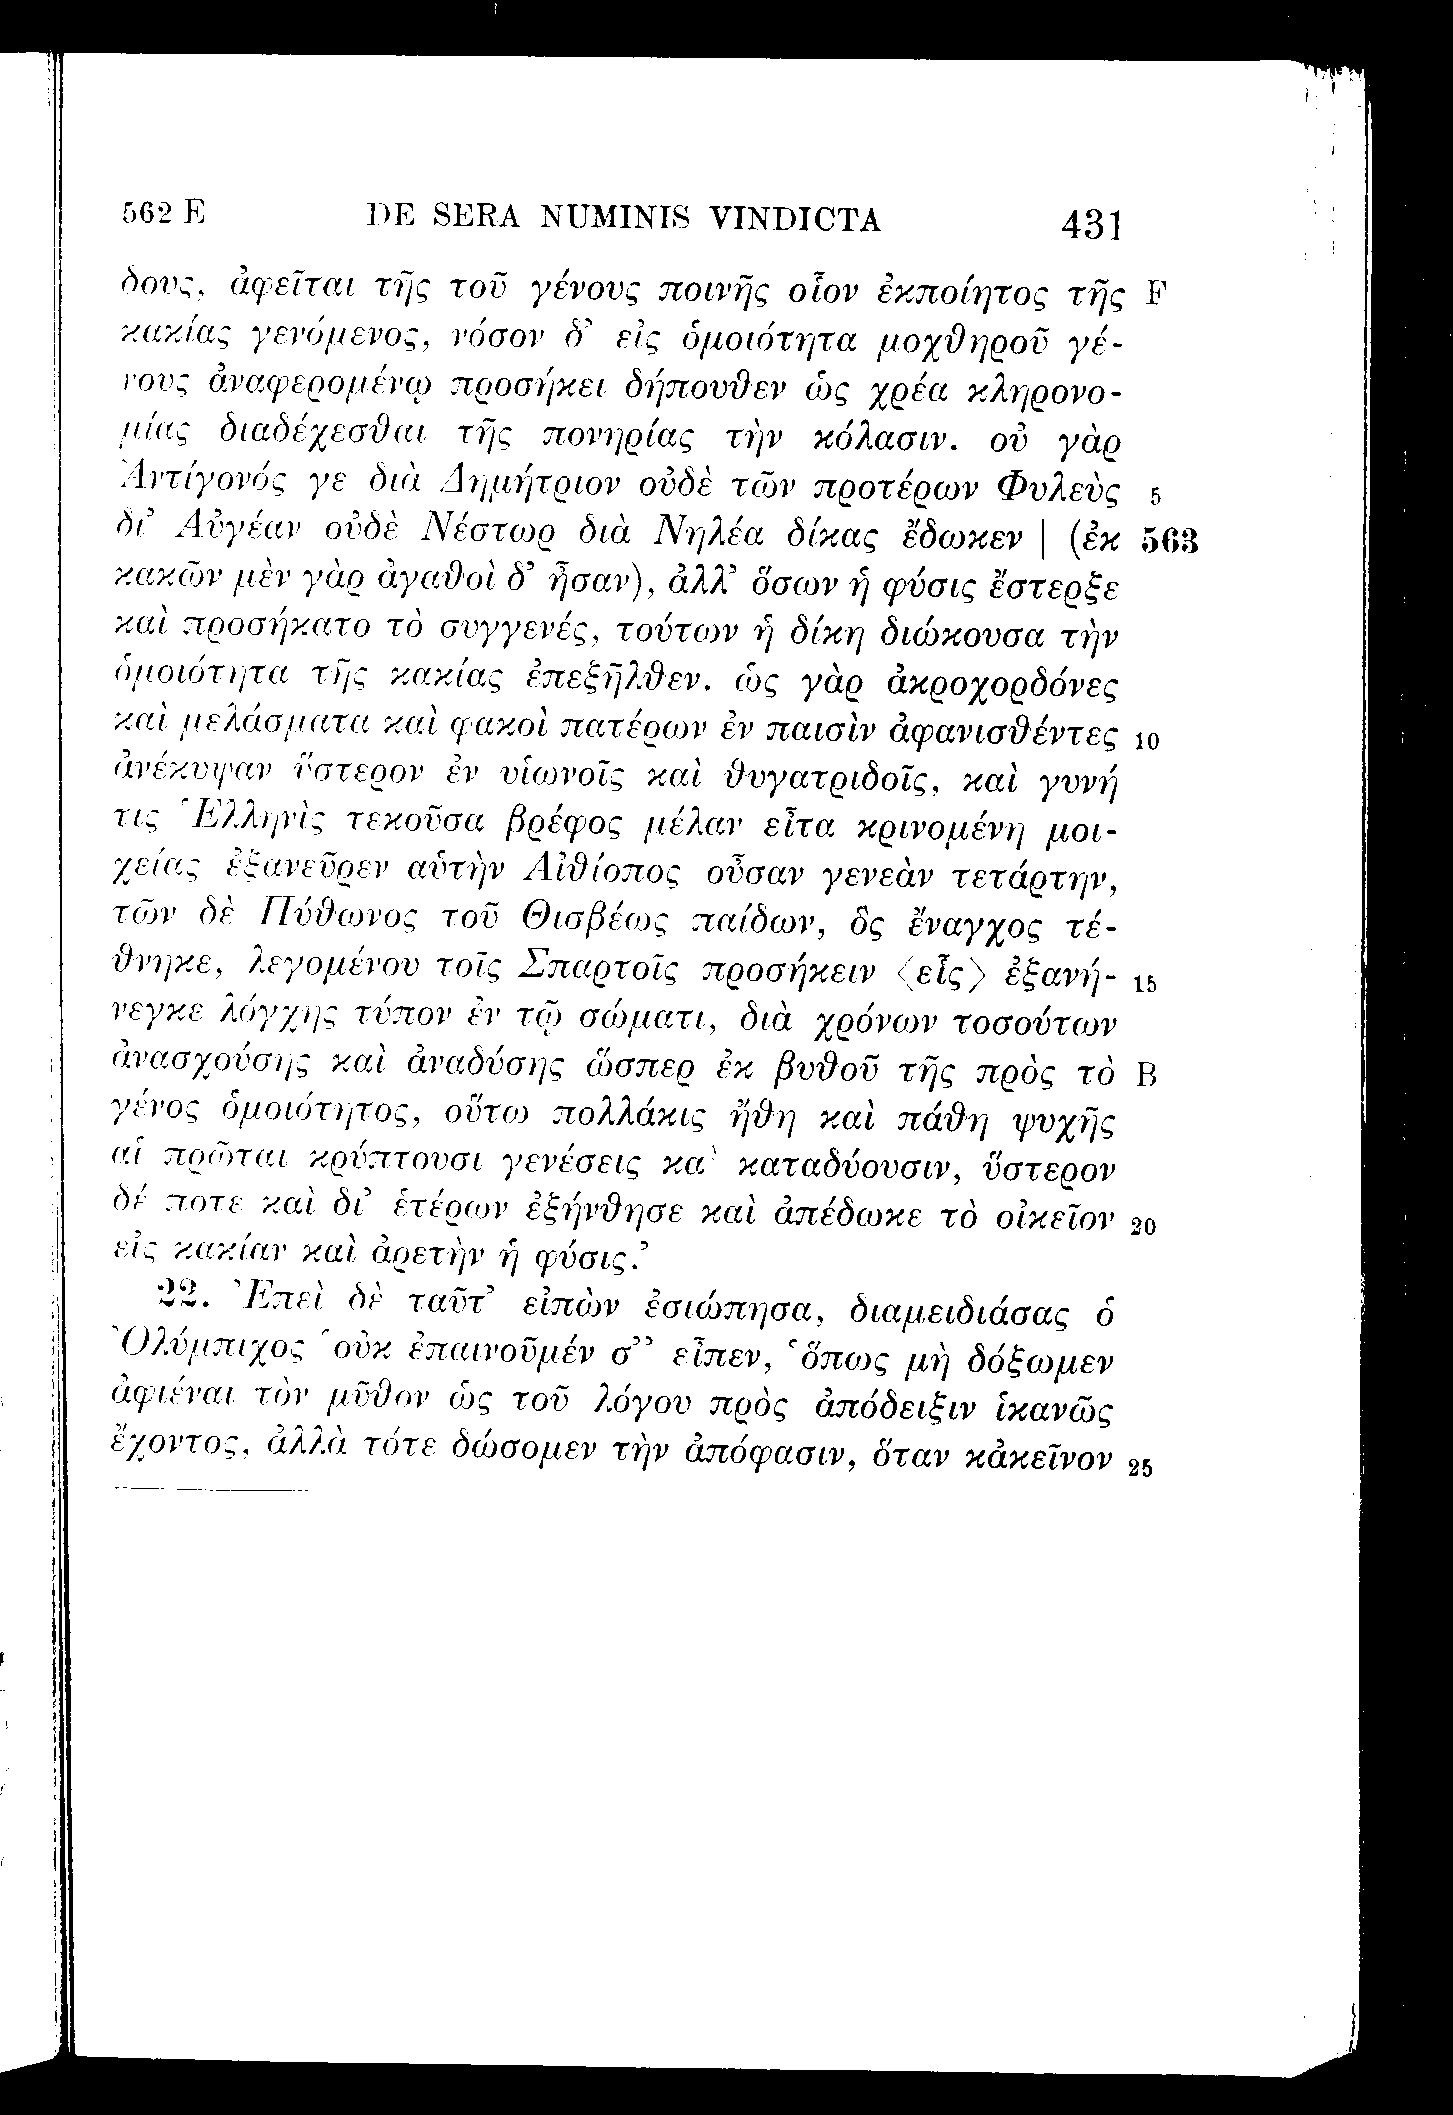 562 E DE SERA NUMINIS VINDICTA 431
δους, ἀφεῖται τῆς τοῦ γένους ποινῆς οἷον ἐκποίητος τῆς F
κακίας γενόμενος, νόσον δ’ εἰς ὁμοιότητα μοχθηροῦ γέ-
νους ἀναφερομένῳ προσήκει δήπουθεν ὡς χρέα κληρονο-
μίας διαδέχεσθαι τῆς πονηρίας τὴν κόλασιν. οὐ γὰρ
Ἀντίγονός γε διὰ Δημήτριον οὐδὲ τῶν προτέρων Φυλεὺς 5
δι’ Αὐγέαν οὐδὲ Νέστωρ διὰ Νηλέα δίκας ἔδωκεν | (ἐκ 563
κακῶν μὲν γὰρ ἀγαθοὶ δ’ ἦσαν), ἀλλ’ ὅσων ἡ φύσις ἔστερξε
καὶ προσήκατο τὸ συγγενές, τούτων ἡ δίκη διώκουσα τὴν
ὁμοιότητα τῆς κακίας ἐπεξῆλθεν. ὡς γὰρ ἀκροχορδόνες
καὶ μελάσματα καὶ φακοὶ πατέρων ἐν παισὶν ἀφανισθέντες 10
ἀνέκυψαν ὕστερον ἐν υἱωνοῖς καὶ θυγατριδοῖς, καὶ γυνή
τις Ἑλληνὶς τεκοῦσα βρέφος μέλαν εἶτα κρινομένη μοι-
χείας ἐξανεῦρεν αὑτὴν Αἰθίοπος οὖσαν γενεὰν τετάρτην,
τῶν δὲ Πύθωνος τοῦ Θισβέως παίδων, ὃς ἔναγχος τέ-
θνηκε, λεγομένου τοῖς Σπαρτοῖς προσήκειν ⟨εἷς⟩ ἐξανή- 15
νεγκε λόγχης τύπον ἐν τῷ σώματι, διὰ χρόνων τοσούτων
ἀνασχούσης καὶ ἀναδύσης ὥσπερ ἐκ βυθοῦ τῆς πρὸς τὸ B
γένος ὁμοιότητος, οὕτω πολλάκις ἤθη καὶ πάθη ψυχῆς
αἱ πρῶται κρύπτουσι γενέσεις καὶ καταδύουσιν, ὕστερον
δέ ποτε καὶ δι’ ἑτέρων ἐξήνθησε καὶ ἀπέδωκε τὸ οἰκεῖον 20
εἰς κακίαν καὶ ἀρετὴν ἡ φύσις.’
22. Ἐπεὶ δὲ ταῦτ’ εἰπὼν ἐσιώπησα, διαμειδιάσας ὁ
Ὀλύμπιχος ‘οὐκ ἐπαινοῦμέν σ’’ εἶπεν, ‘ὅπως μὴ δόξωμεν
ἀφιέναι τὸν μῦθον ὡς τοῦ λόγου πρὸς ἀπόδειξιν ἱκανῶς
ἔχοντος, ἀλλὰ τότε δώσομεν τὴν ἀπόφασιν, ὅταν κἀκεῖνον 25